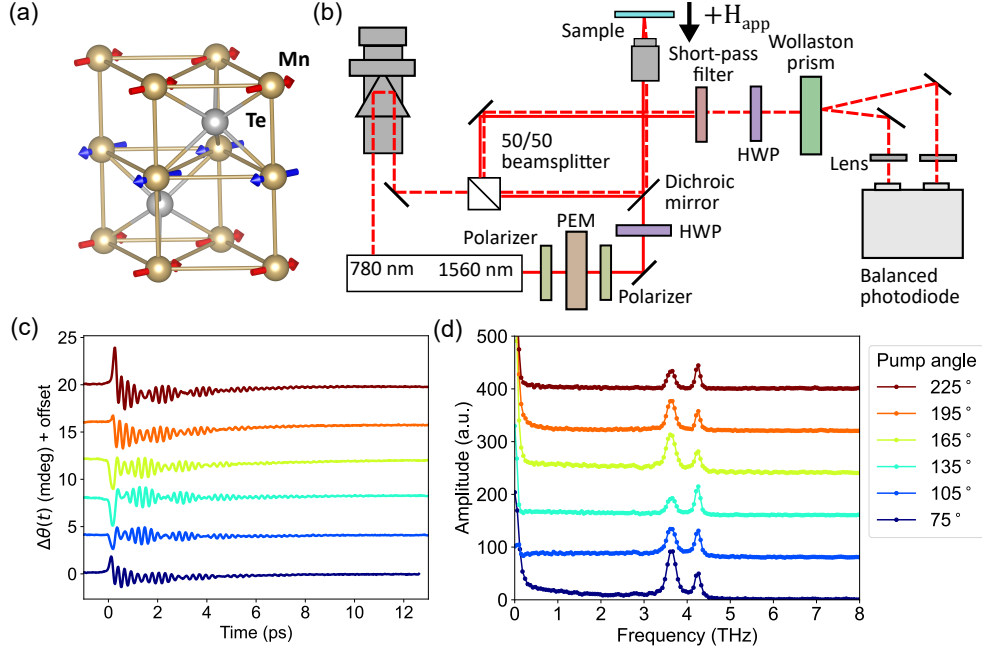 (a)
Mn
Te
(b)
Sample
+H_app
Short-pass
filter
Wollaston
prism
50/50
beamsplitter
HWP
Lens
Dichroic
mirror
PEM
HWP
Polarizer
780 nm
1560 nm
Polarizer
Balanced
photodiode
(c)
25
20
15
10
5
0
Δθ(t) (mdeg) + offset
0
2
4
6
8
10
12
Time (ps)
(d)
500
400
300
200
100
0
Amplitude (a.u.)
0
1
2
3
4
5
6
7
8
Frequency (THz)
Pump angle
225°
195°
165°
135°
105°
75°